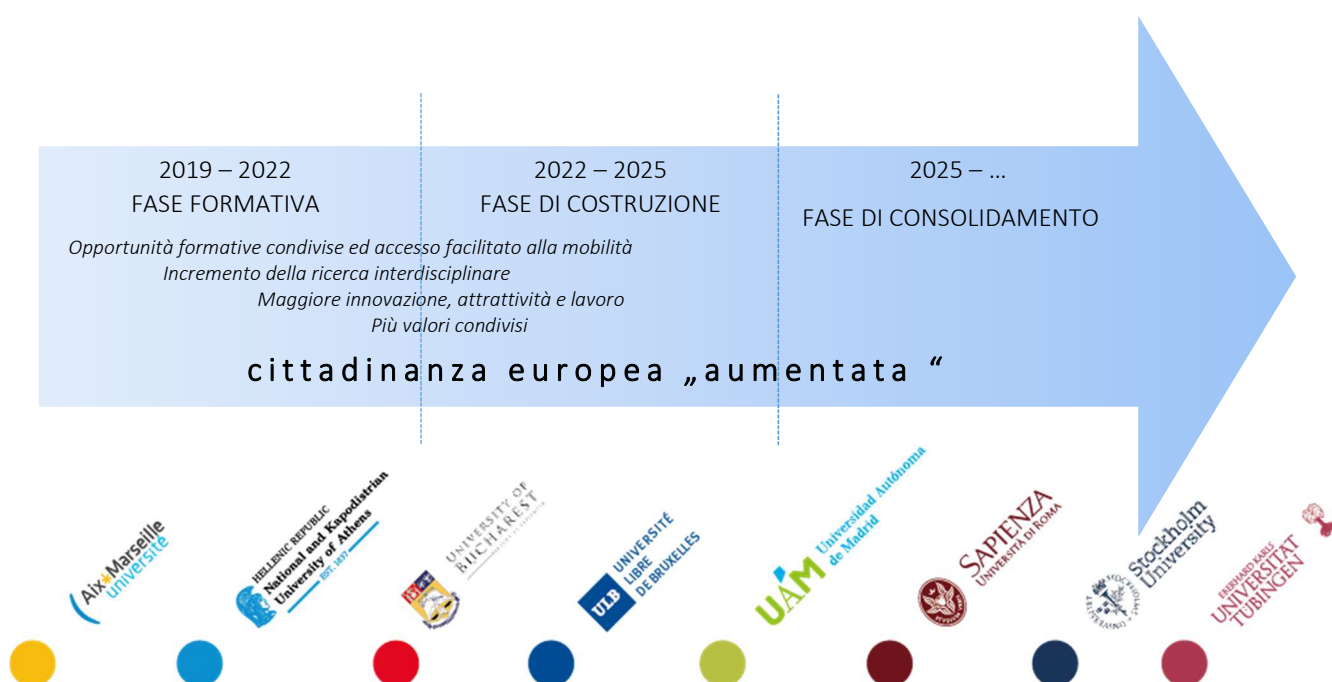 2019 – 2022
FASE FORMATIVA
2022 – 2025
FASE DI COSTRUZIONE
2025 – ...
FASE DI CONSOLIDAMENTO
Opportunità formative condivise ed accesso facilitato alla mobilità
Incremento della ricerca interdisciplinare
Maggiore innovazione, attrattività e lavoro
Più valori condivisi
cittadinanza europea „aumentata “
Aix*Marseille
université
HELLENIC REPUBLIC
National and Kapodistrian
University of Athens
EST. 1837
UNIVERSITY OF
BUCHAREST
ULB
UNIVERSITÉ
LIBRE
DE BRUXELLES
UAM
Universidad Autónoma
de Madrid
SAPIENZA
UNIVERSITÀ DI ROMA
Stockholm
University
EBERHARD KARLS
UNIVERSITÄT
TÜBINGEN